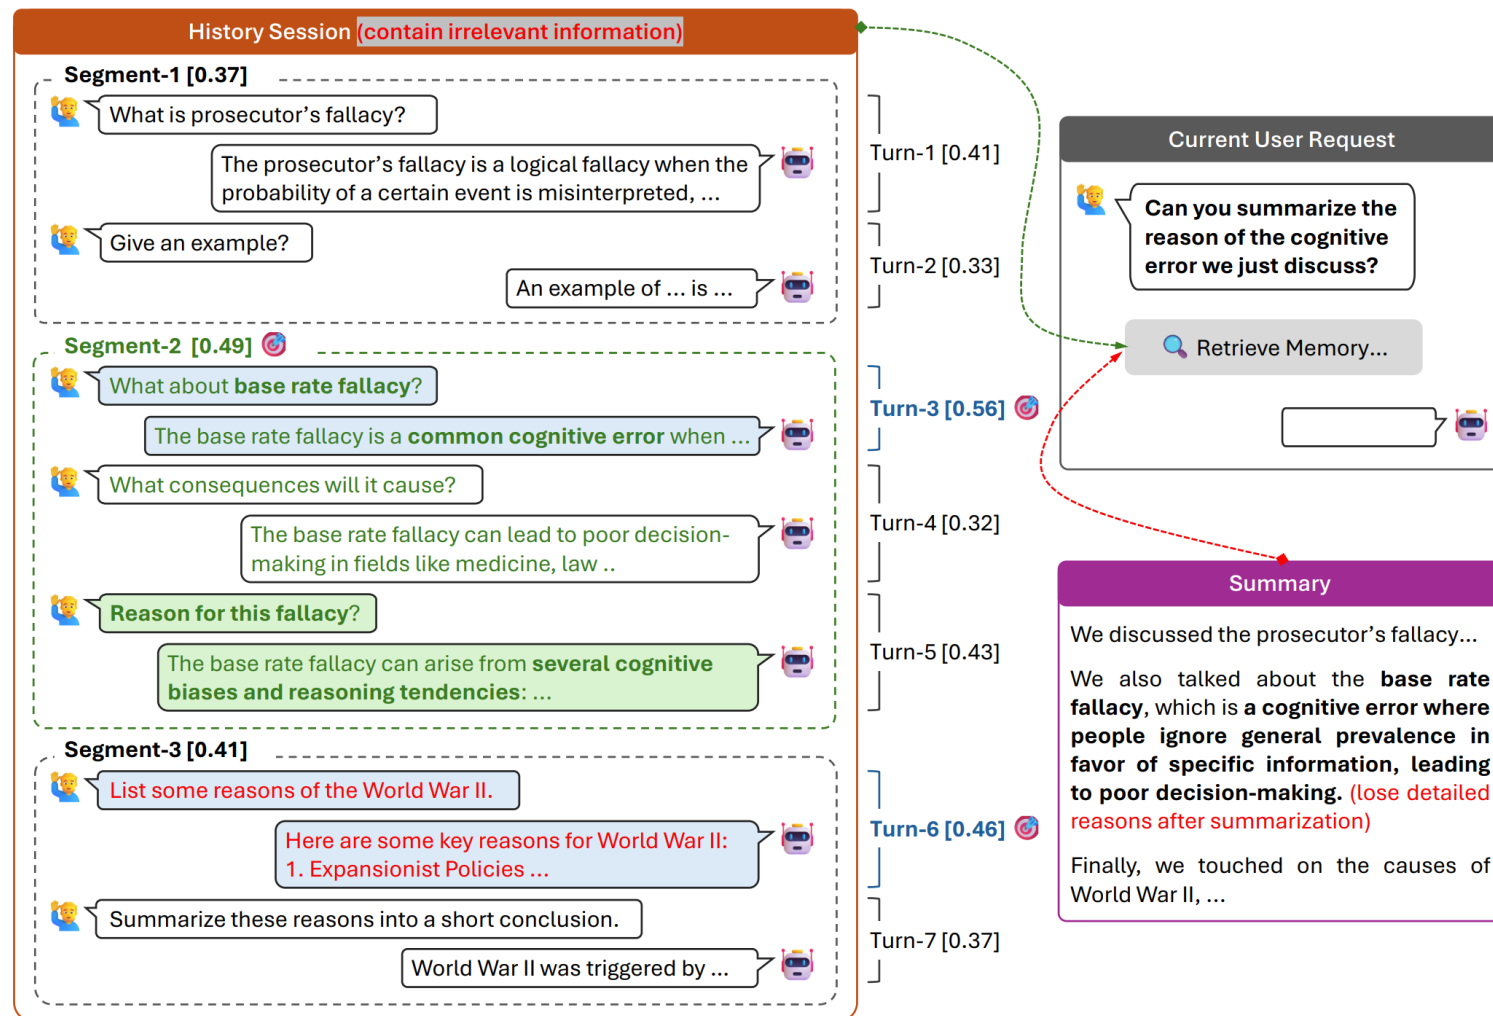 History Session (contain irrelevant information)
Segment-1 [0.37]
What is prosecutor's fallacy?
The prosecutor's fallacy is a logical fallacy when the
probability of a certain event is misinterpreted, ...
Turn-1 [0.41]
Give an example?
An example of ... is ...
Turn-2 [0.33]
Segment-2 [0.49]
What about base rate fallacy?
The base rate fallacy is a common cognitive error when ...
Turn-3 [0.56]
What consequences will it cause?
The base rate fallacy can lead to poor decision-
making in fields like medicine, law ..
Turn-4 [0.32]
Reason for this fallacy?
The base rate fallacy can arise from several cognitive
biases and reasoning tendencies: ...
Turn-5 [0.43]
Segment-3 [0.41]
List some reasons of the World War II.
Here are some key reasons for World War II:
1. Expansionist Policies ...
Turn-6 [0.46]
Summarize these reasons into a short conclusion.
World War II was triggered by ...
Turn-7 [0.37]
Current User Request
Can you summarize the
reason of the cognitive
error we just discuss?
Retrieve Memory...
Summary
We discussed the prosecutor's fallacy...
We also talked about the base rate
fallacy, which is a cognitive error where
people ignore general prevalence in
favor of specific information, leading
to poor decision-making. (lose detailed
reasons after summarization)
Finally, we touched on the causes of
World War II, ...